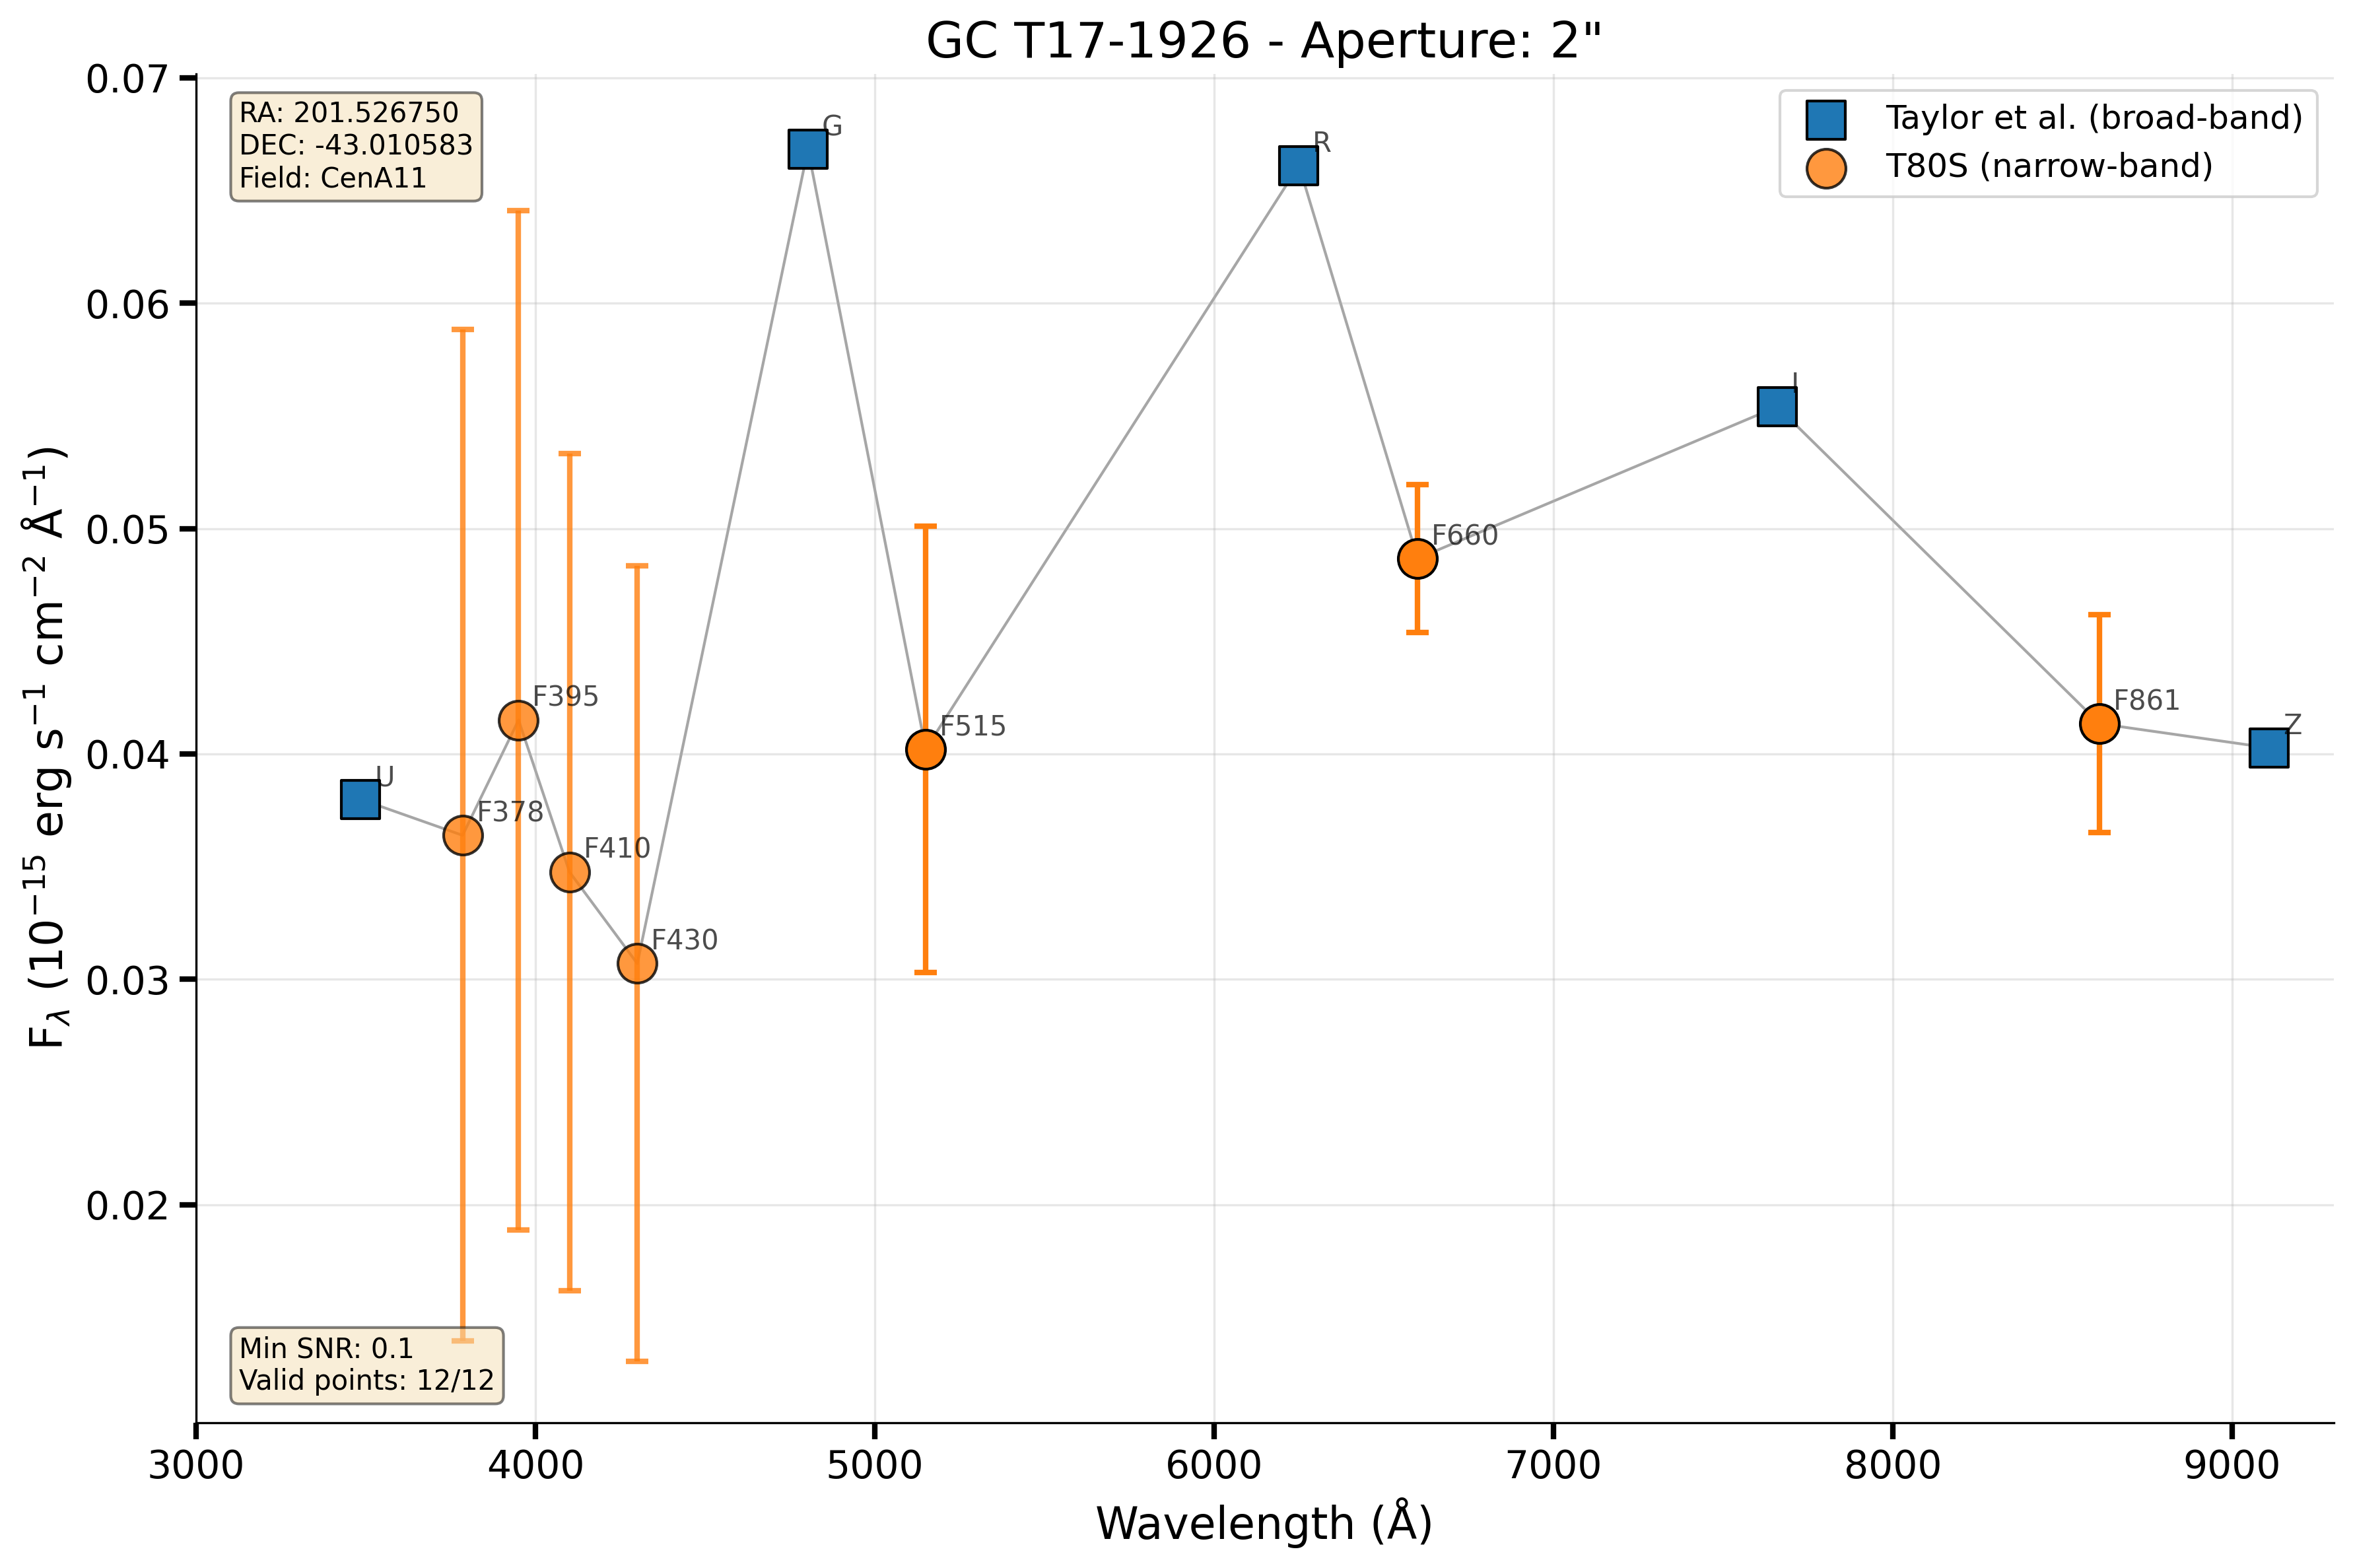 GC T17-1926 - Aperture: 2"
RA: 201.526750
DEC: -43.010583
Field: CenA11
Taylor et al. (broad-band)
T80S (narrow-band)
G
R
I
F660
F395
F515
F861
Z
U
F378
F410
F430
Min SNR: 0.1
Valid points: 12/12
0.07
0.06
0.05
0.04
0.03
0.02
F_λ (10⁻¹⁵ erg s⁻¹ cm⁻² Å⁻¹)
3000 4000 5000 6000 7000 8000 9000
Wavelength (Å)